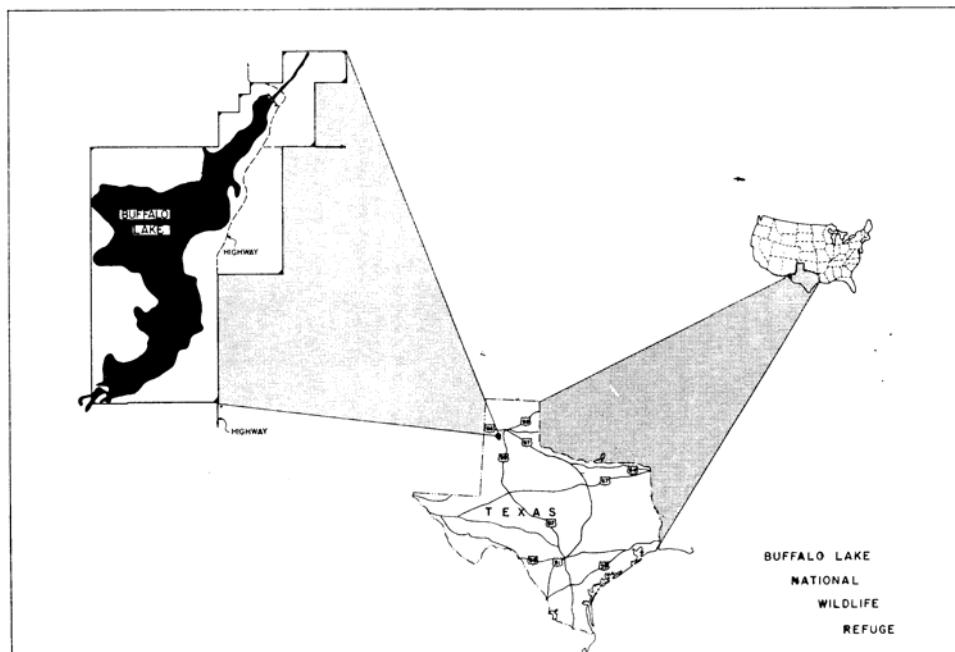 BUFFALO
LAKE
HIGHWAY
HIGHWAY
TEXAS
BUFFALO LAKE
NATIONAL
WILDLIFE
REFUGE